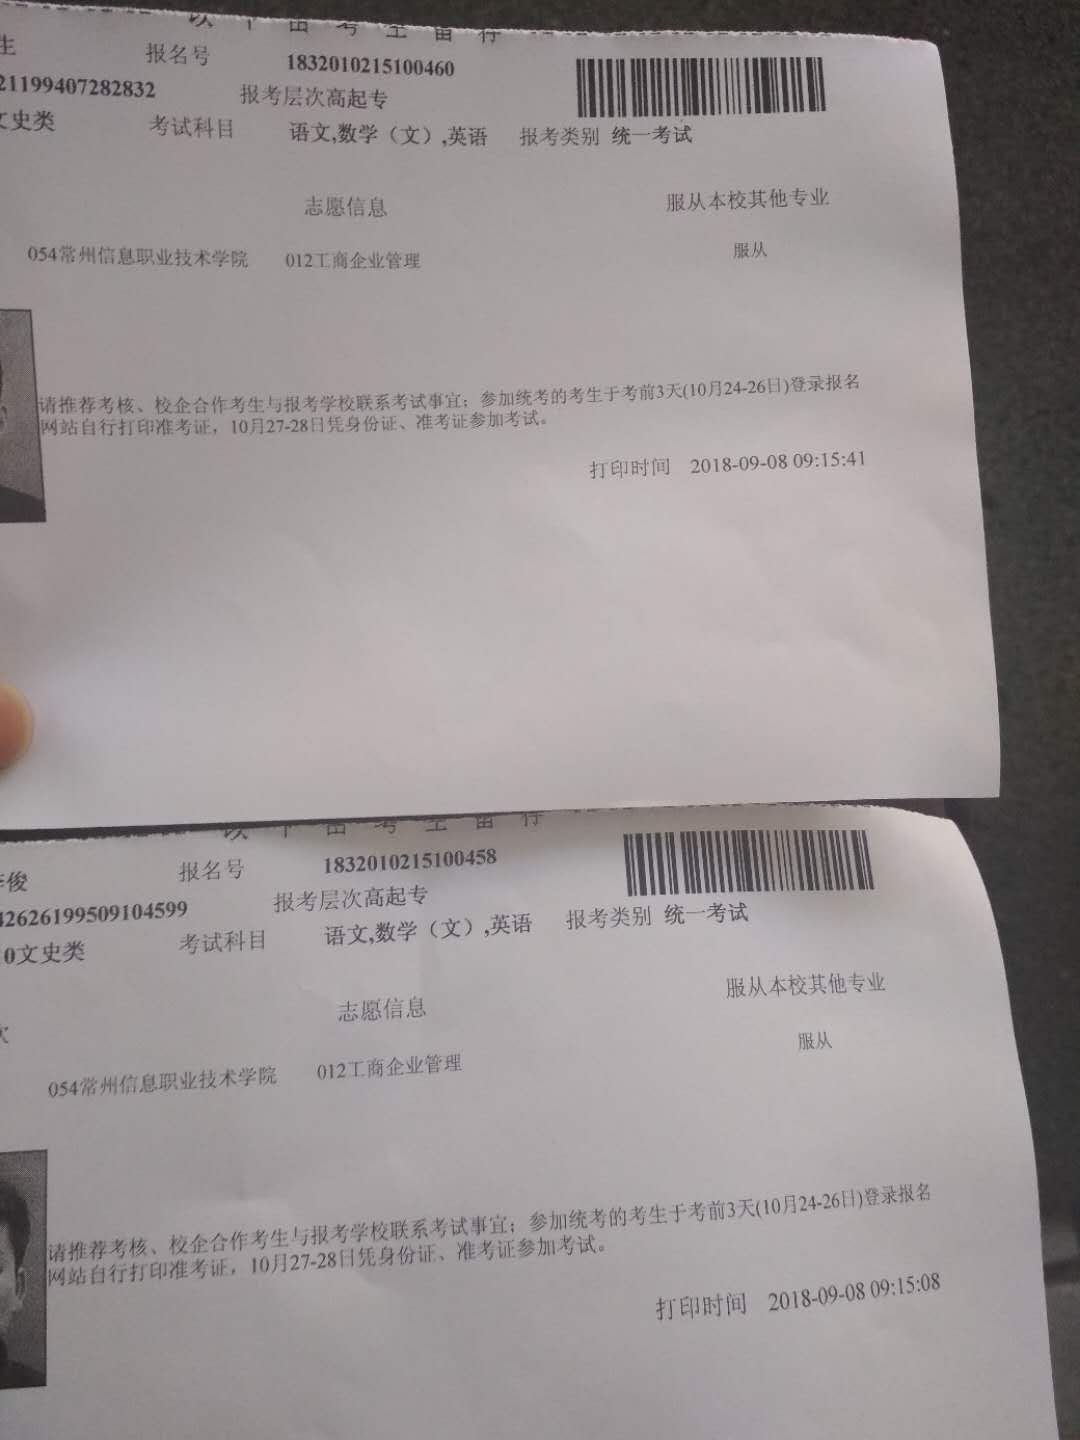 以下由考生留存
生 报名号 1832010215100460
21199407282832 报考层次高起专
文史类 考试科目 语文,数学（文）,英语 报考类别 统一考试
志愿信息 服从本校其他专业
054常州信息职业技术学院 012工商企业管理 服从
请推荐考核、校企合作考生与报考学校联系考试事宜；参加统考的考生于考前3天(10月24-26日)登录报名
网站自行打印准考证，10月27-28日凭身份证、准考证参加考试。
打印时间 2018-09-08 09:15:41
以下由考生留存
俊 报名号 1832010215100458
42626199509104599 报考层次高起专
0文史类 考试科目 语文,数学（文）,英语 报考类别 统一考试
志愿信息 服从本校其他专业
054常州信息职业技术学院 012工商企业管理 服从
请推荐考核、校企合作考生与报考学校联系考试事宜；参加统考的考生于考前3天(10月24-26日)登录报名
网站自行打印准考证，10月27-28日凭身份证、准考证参加考试。
打印时间 2018-09-08 09:15:08